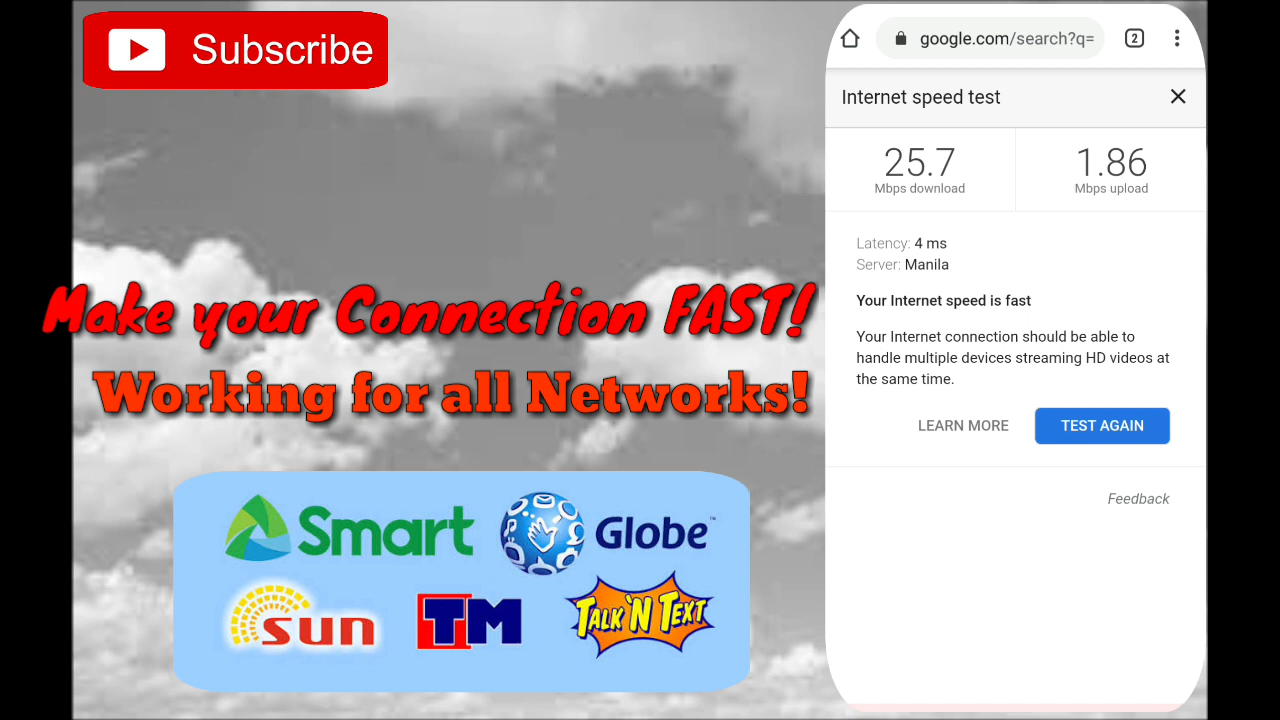 Subscribe
Make your Connection FAST!
Working for all Networks!
Smart
Globe™
sun
TM
TALK 'N TEXT
google.com/search?q=
2
Internet speed test
25.7
Mbps download
1.86
Mbps upload
Latency: 4 ms
Server: Manila
Your Internet speed is fast
Your Internet connection should be able to
handle multiple devices streaming HD videos at
the same time.
LEARN MORE
TEST AGAIN
Feedback